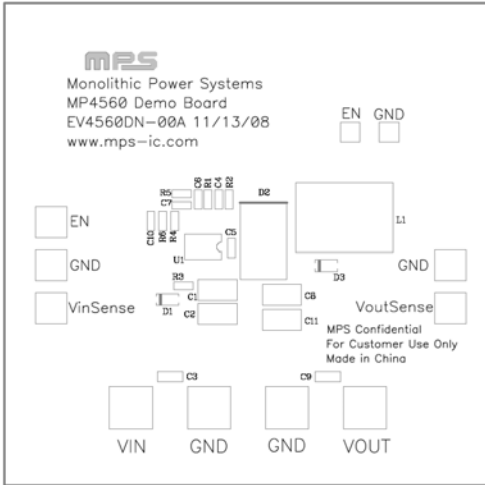 mps
Monolithic Power Systems
MP4560 Demo Board
EV4560DN-00A 11/13/08
www.mps-ic.com
EN GND
C6 R1 C4 R2
R5
C7
D2
L1
EN
C10 R6 R4
U1
C5
GND
GND
D3
R3
VinSense
D1
C1
C2
C8
C11
VoutSense
MPS Confidential
For Customer Use Only
Made in China
C3
C9
VIN GND GND VOUT